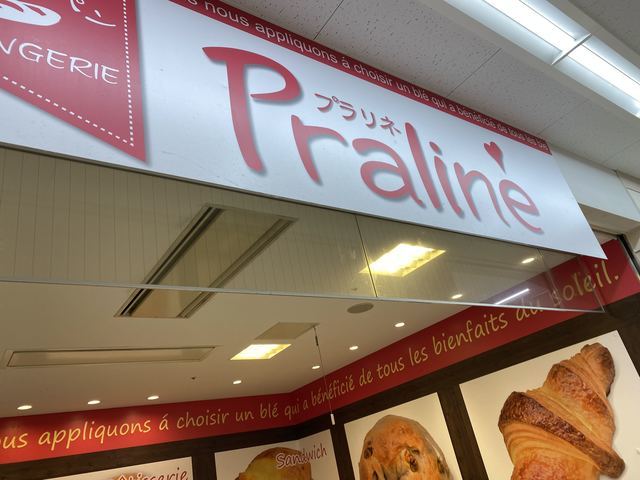 nous appliquons á choisir un blé qui a bénéficié de tous les
NGERIE
プラリネ
Praline
ous appliquons á choisir un blé qui a bénéficié de tous les bienfaits du soleil.
Sandwich